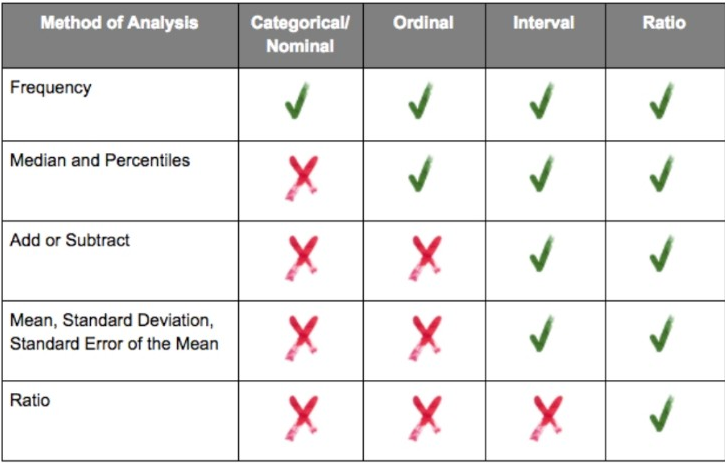 Method of Analysis Categorical/ Ordinal Interval Ratio
Nominal
Frequency
Median and Percentiles
Add or Subtract
Mean, Standard Deviation,
Standard Error of the Mean
Ratio